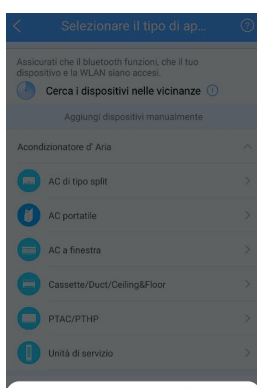 Selezionare il tipo di ap...
Assicurati che il bluetooth funzioni, che il tuo
dispositivo e la WLAN siano accesi.
Cerca i dispositivi nelle vicinanze
Aggiungi dispositivi manualmente
Acondizionatore d' Aria
AC di tipo split
AC portatile
AC a finestra
Cassette/Duct/Ceiling&Floor
PTAC/PTHP
Unità di servizio